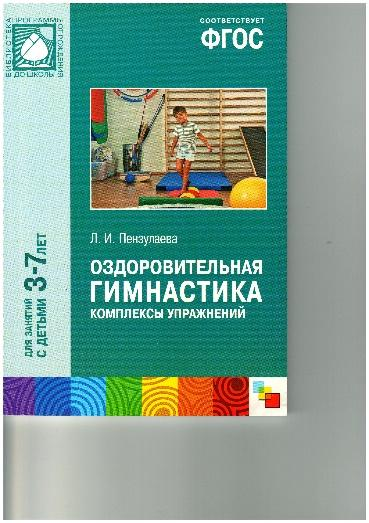 БИБЛИОТЕКА ПРОГРАММЫ
ОТ РОЖДЕНИЯ
ДО ШКОЛЫ
СООТВЕТСТВУЕТ
ФГОС
Л. И. Пензулаева
ОЗДОРОВИТЕЛЬНАЯ
ГИМНАСТИКА
КОМПЛЕКСЫ УПРАЖНЕНИЙ
ДЛЯ ЗАНЯТИЙ
С ДЕТЬМИ 3-7 ЛЕТ